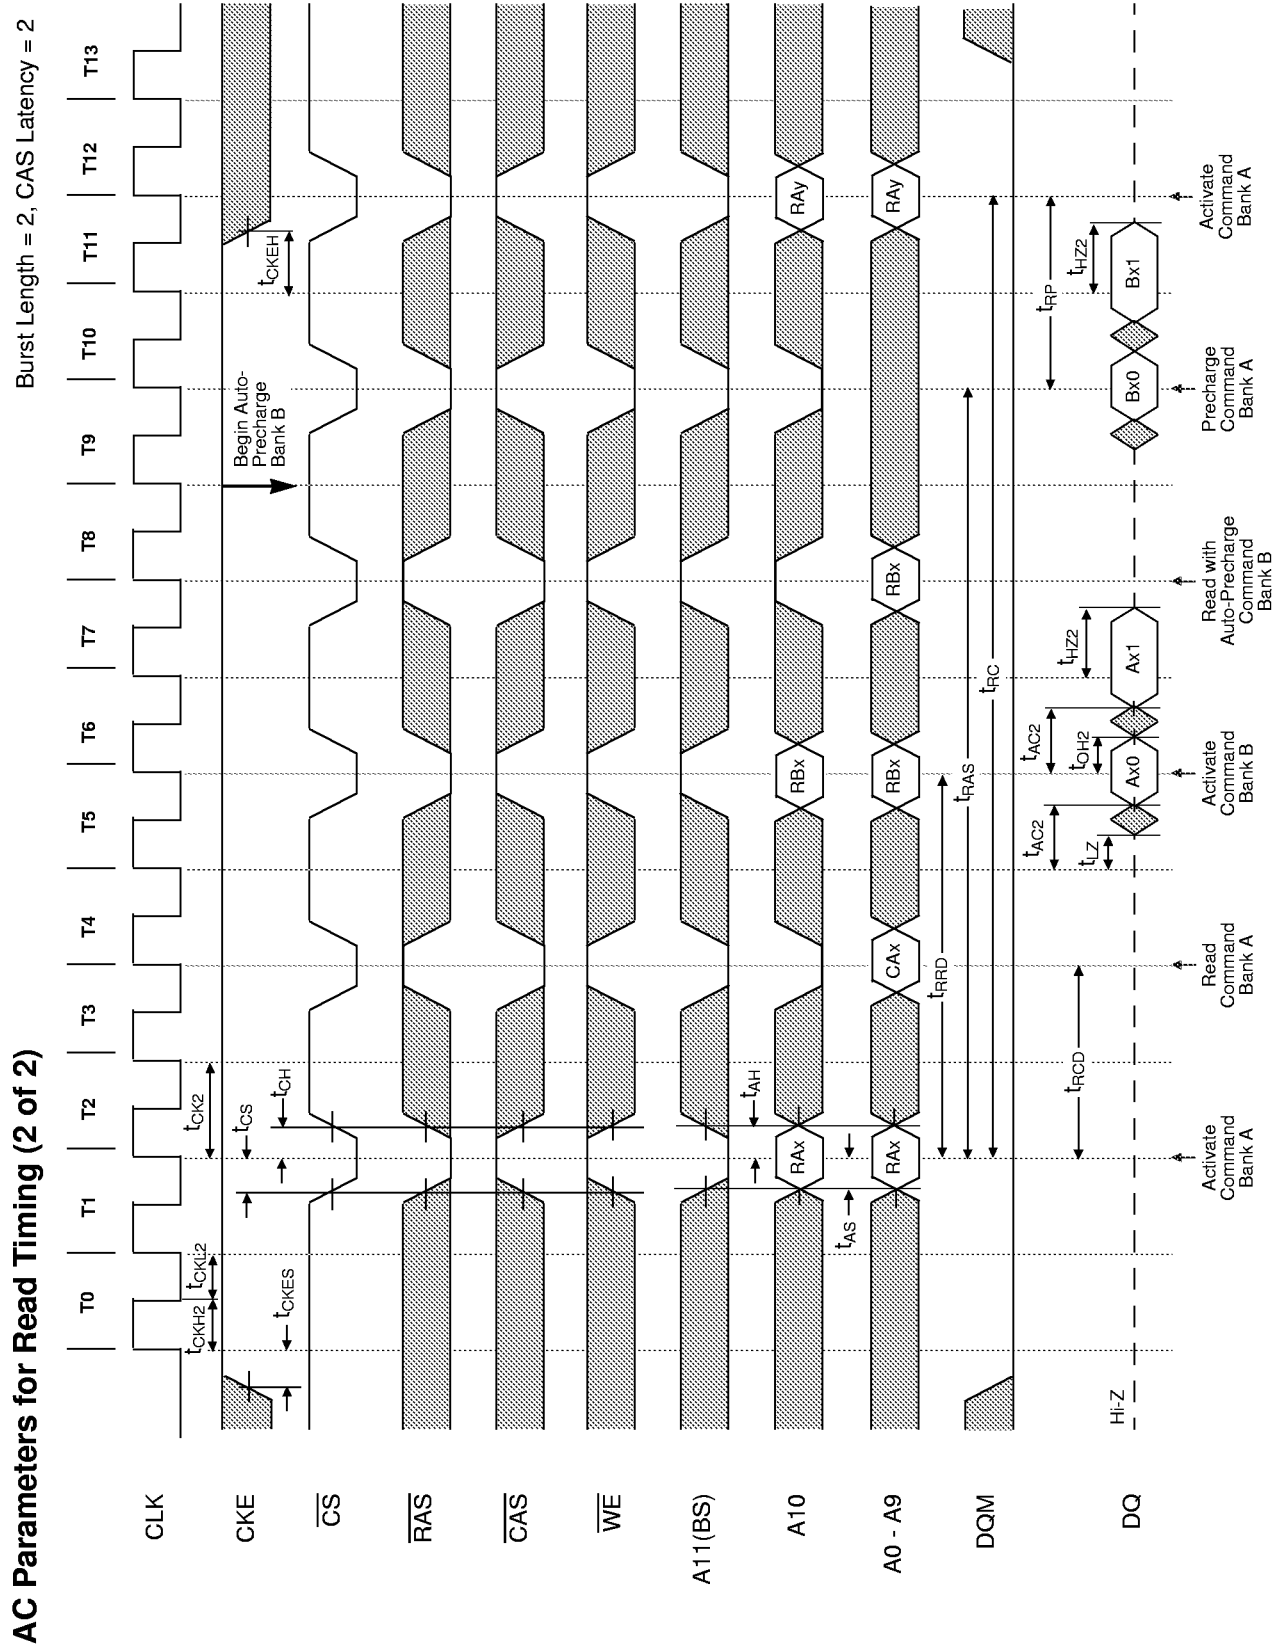 AC Parameters for Read Timing (2 of 2)
Burst Length = 2, CAS Latency = 2
T0 T1 T2 T3 T4 T5 T6 T7 T8 T9 T10 T11 T12 T13
CLK
tCKH2 tCKL2 tCK2
CKE
tCKES tCS tCH
Begin Auto-
Precharge
Bank B
tCKEH
CS
RAS
CAS
WE
A11(BS)
tAH
A10
RAx RBx RAy
tAS
A0 - A9
RAx CAx RBx RBx RAy
tRRD
DQM
tRAS
tRC
tRCD tAC2 tAC2 tHZ2 tRP tHZ2
tLZ tOH2
DQ
Hi-Z
Ax0 Ax1 Bx0 Bx1
Activate
Command
Bank A
Read
Command
Bank A
Activate
Command
Bank B
Read with
Auto-Precharge
Command
Bank B
Precharge
Command
Bank A
Activate
Command
Bank A